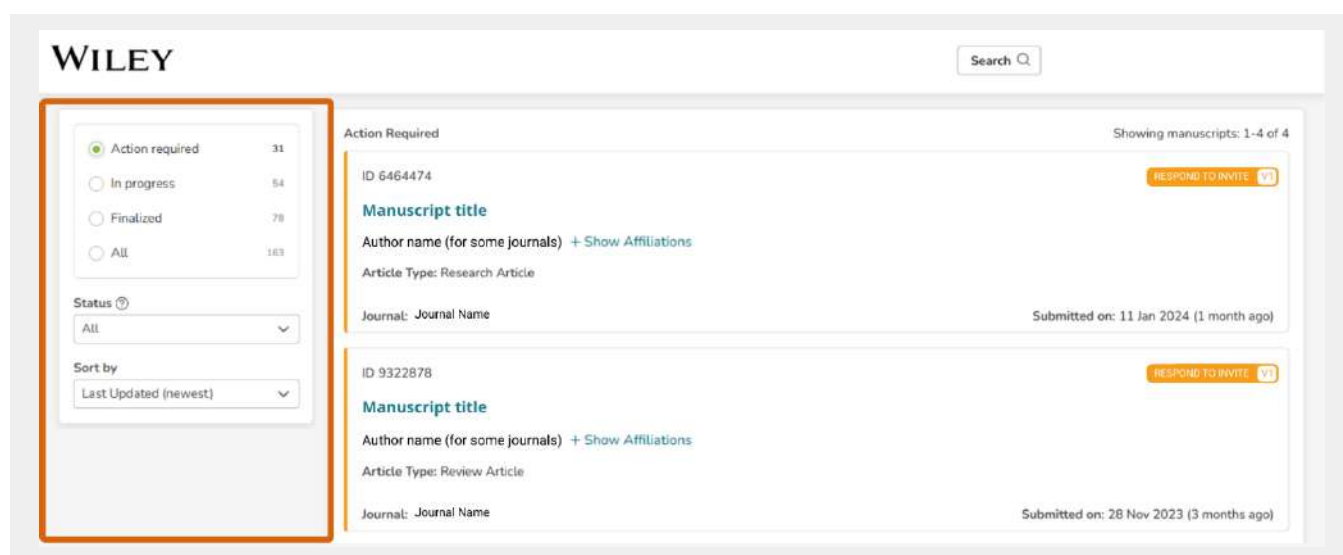 WILEY
Search
Action required 31
In progress 54
Finalized 78
All 163
Status ?
All
Sort by
Last Updated (newest)
Action Required Showing manuscripts: 1-4 of 4
ID 6464474 RESPOND TO INVITE V1
Manuscript title
Author name (for some journals) + Show Affiliations
Article Type: Research Article
Journal: Journal Name Submitted on: 11 Jan 2024 (1 month ago)
ID 9322878 RESPOND TO INVITE V1
Manuscript title
Author name (for some journals) + Show Affiliations
Article Type: Review Article
Journal: Journal Name Submitted on: 28 Nov 2023 (3 months ago)